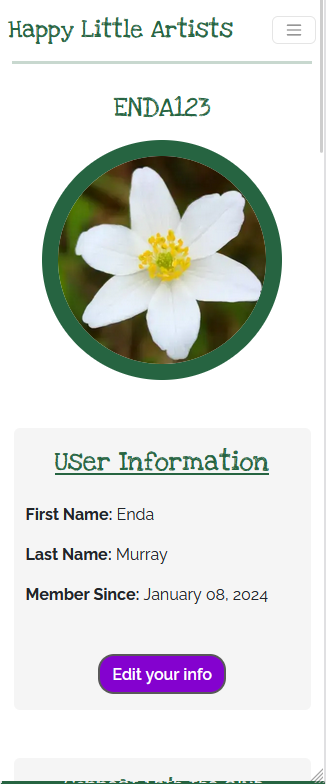 Happy Little Artists
ENDA123
User Information
First Name: Enda
Last Name: Murray
Member Since: January 08, 2024
Edit your info